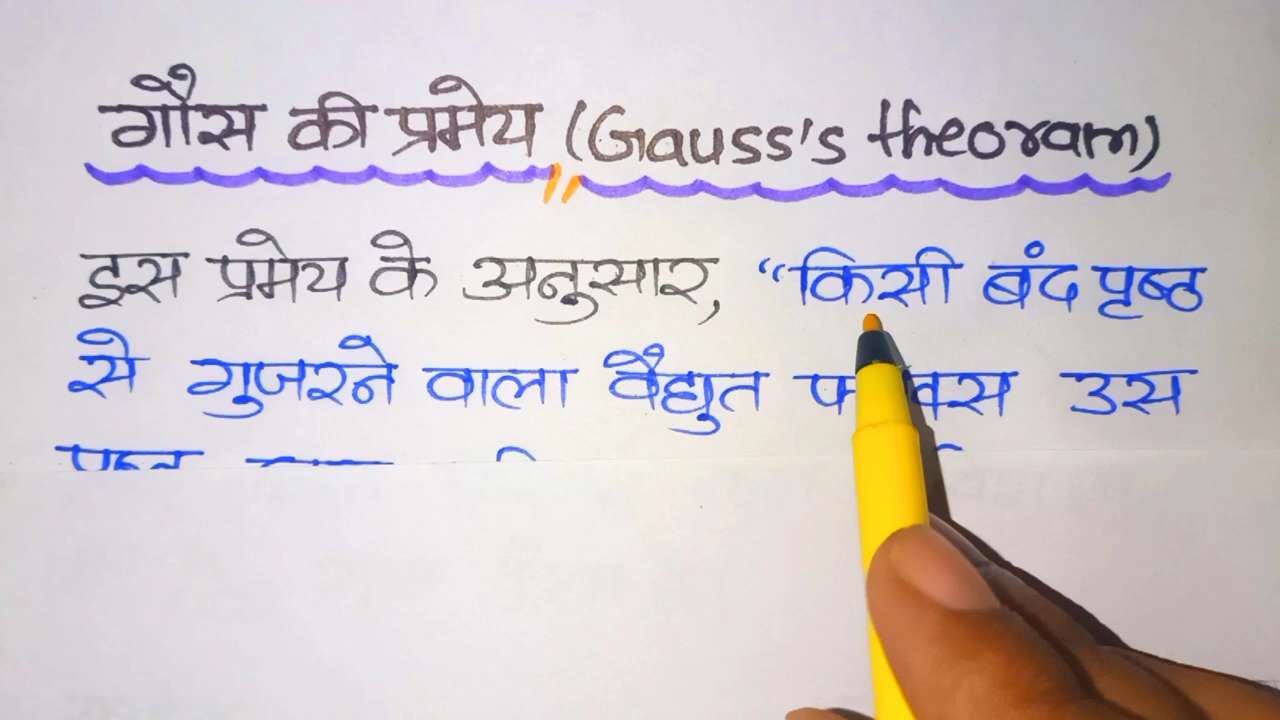 गौस की प्रमेय (Gauss's theoram)
इस प्रमेय के अनुसार, “किसी बंद पृष्ठ
से गुजरने वाला वैद्युत उस